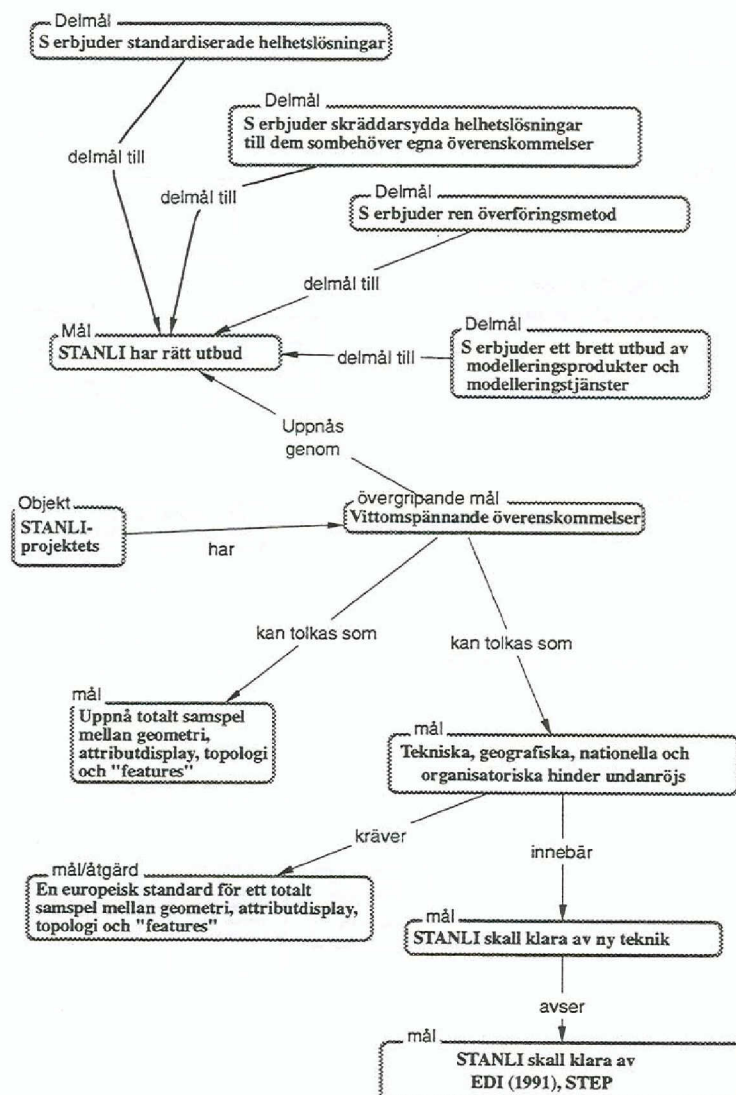 Delmål
S erbjuder standardiserade helhetslösningar
Delmål
S erbjuder skräddarsydda helhetslösningar
till dem sombehöver egna överenskommelser
delmål till
delmål till
Delmål
S erbjuder ren överföringsmetod
delmål till
Mål
STANLI har rätt utbud
delmål till
Delmål
S erbjuder ett brett utbud av
modelleringsprodukter och
modelleringstjänster
Uppnås
genom
Objekt
STANLI-
projektets
har
övergripande mål
Vittomspännande överenskommelser
kan tolkas som
kan tolkas som
mål
Uppnå totalt samspel
mellan geometri,
attributdisplay, topologi
och "features"
mål
Tekniska, geografiska, nationella och
organisatoriska hinder undanröjs
kräver
innebär
mål/åtgärd
En europeisk standard för ett totalt
samspel mellan geometri, attributdisplay,
topologi och "features"
mål
STANLI skall klara av ny teknik
avser
mål
STANLI skall klara av
EDI (1991), STEP